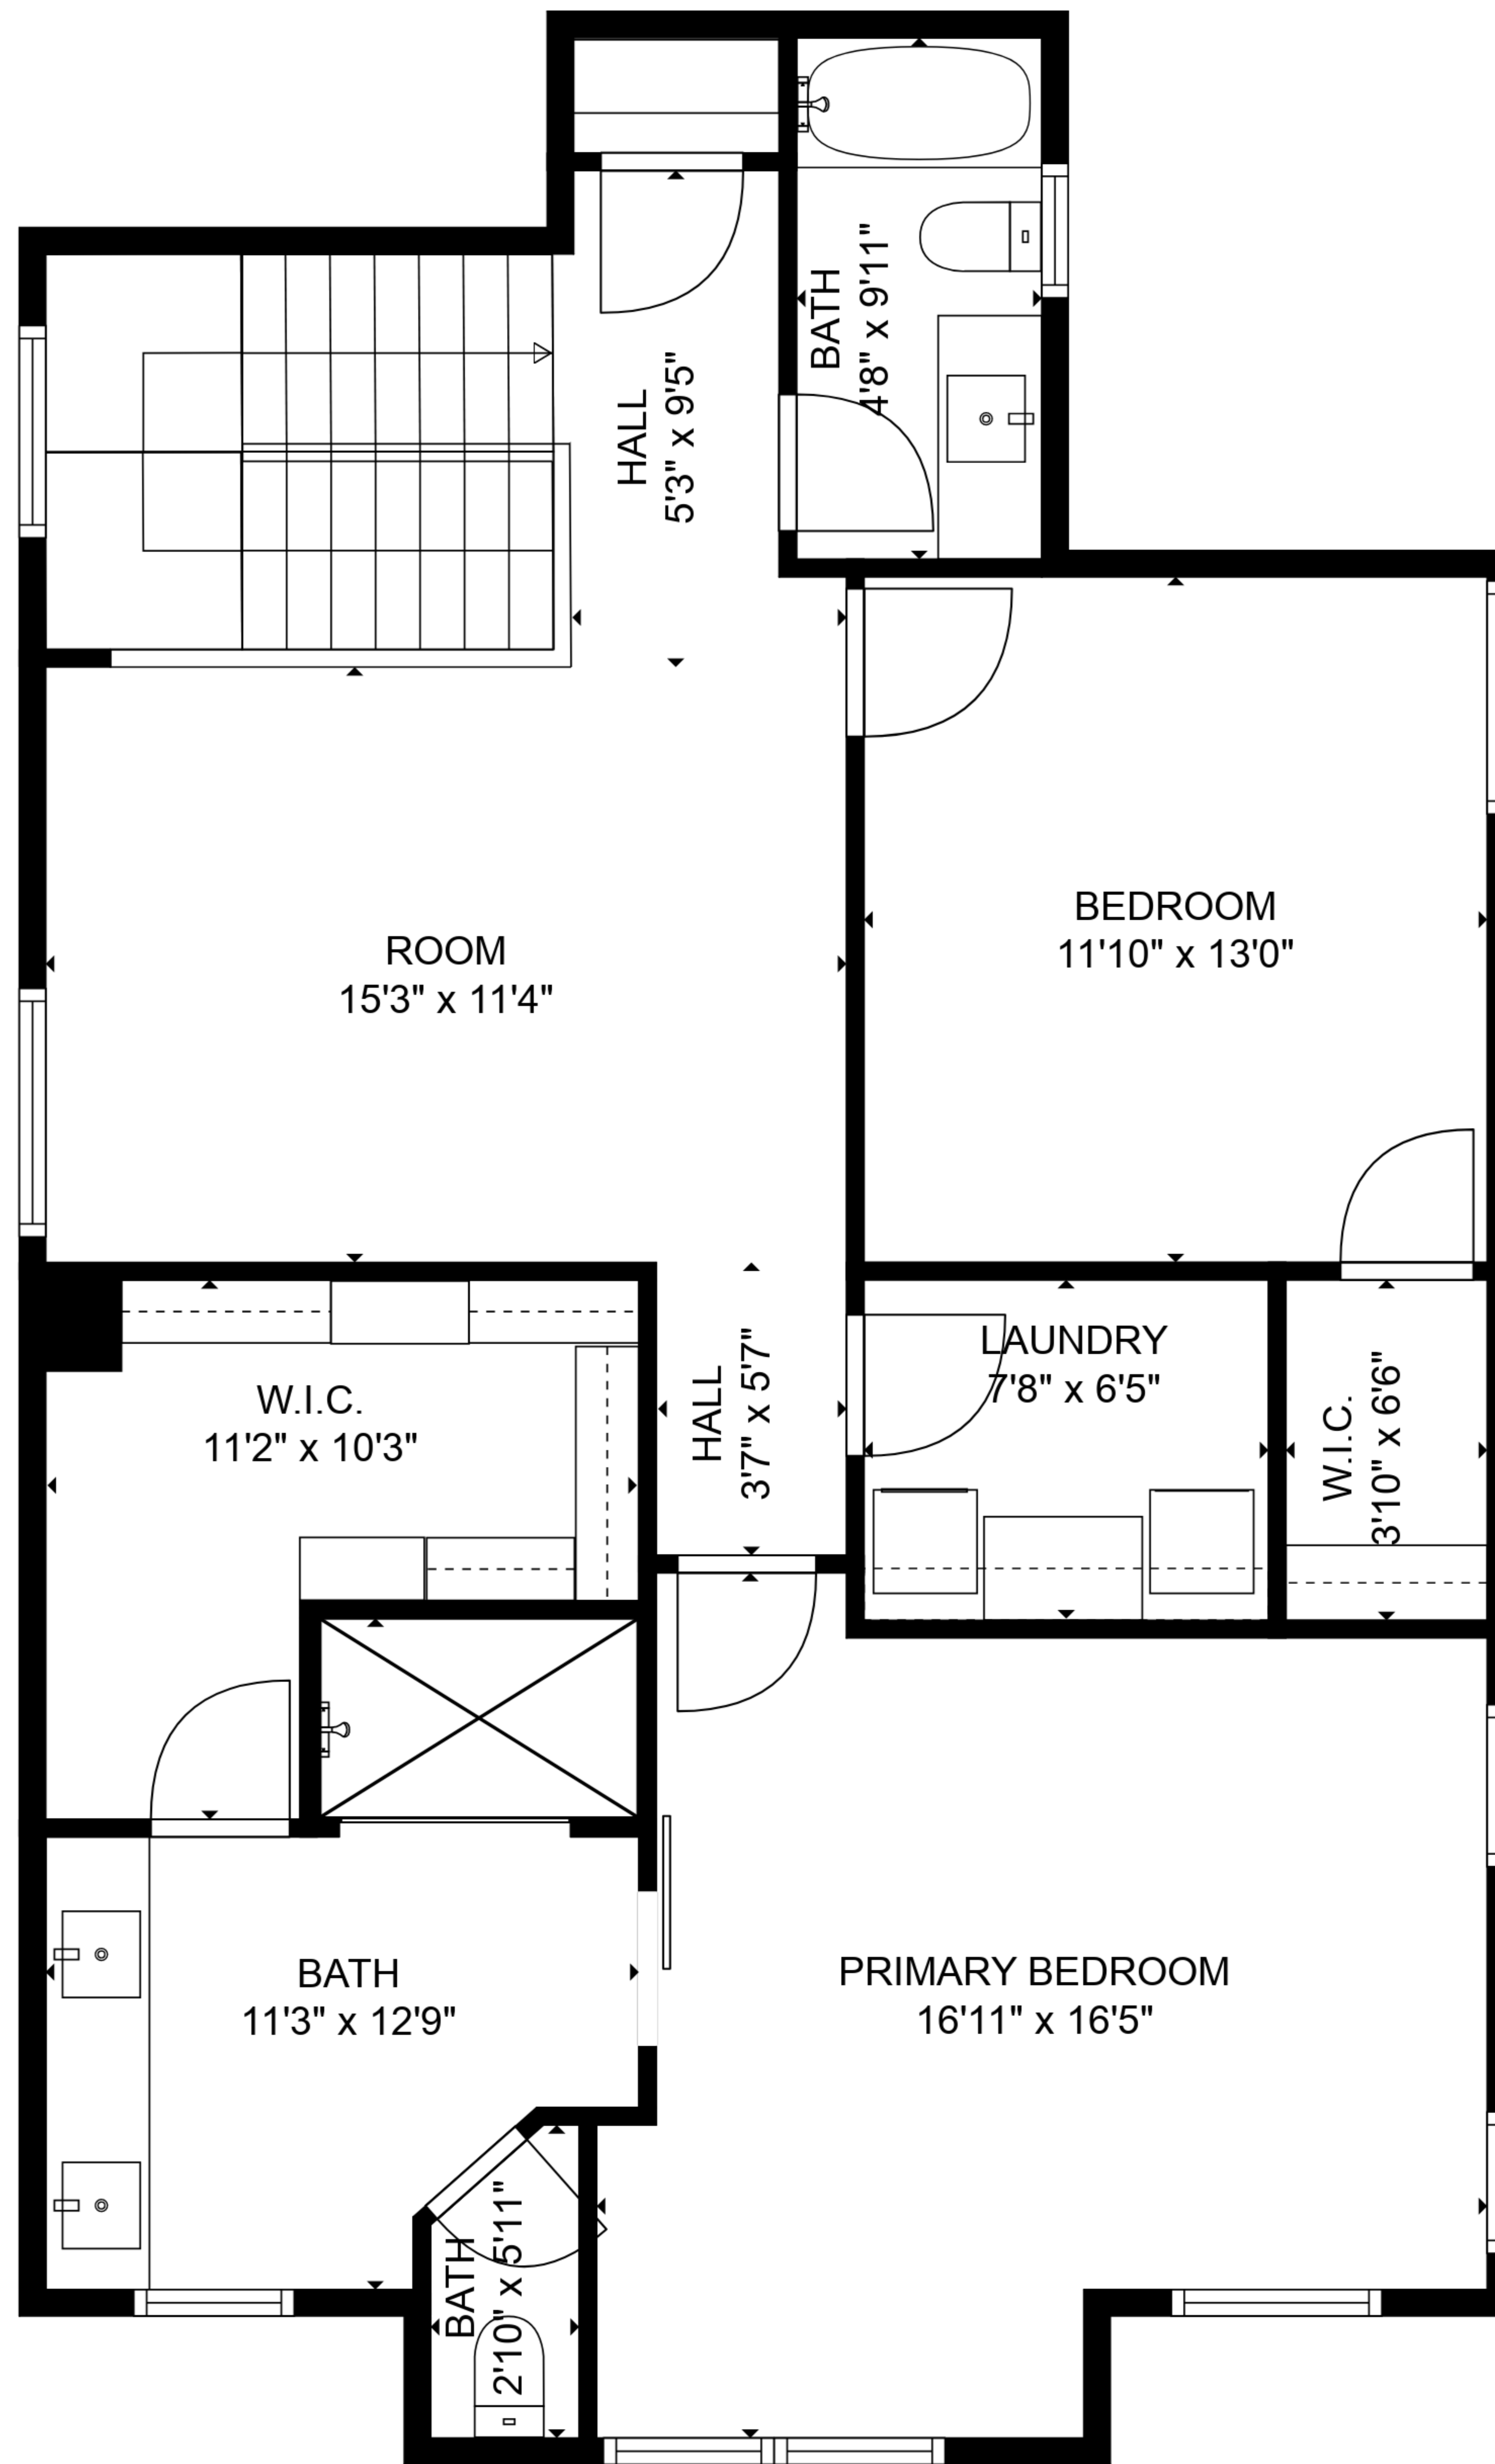 BATH
4'8" x 9'11"
HALL
5'3" x 9'5"
BEDROOM
11'10" x 13'0"
ROOM
15'3" x 11'4"
LAUNDRY
7'8" x 6'5"
HALL
3'7" x 5'7"
W.I.C.
3'10" x 6'6"
W.I.C.
11'2" x 10'3"
BATH
11'3" x 12'9"
PRIMARY BEDROOM
16'11" x 16'5"
BATH
2'10" x 5'11"